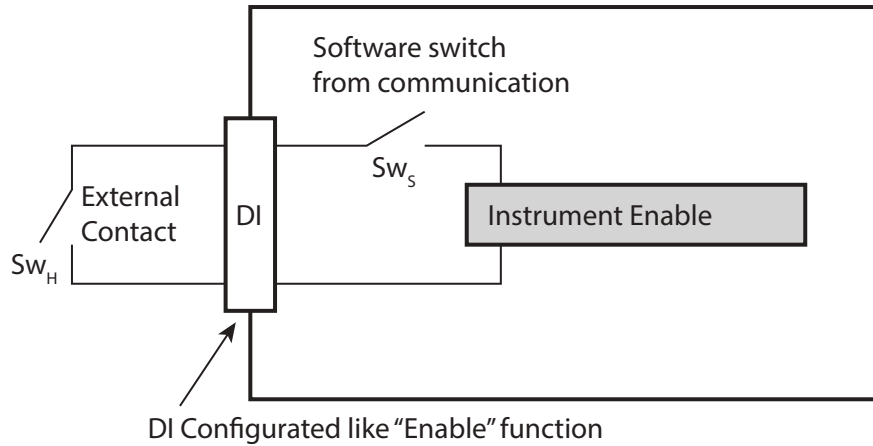 Software switch
from communication
Sw_S
External
Contact
DI
Instrument Enable
Sw_H
DI Configurated like “Enable” function